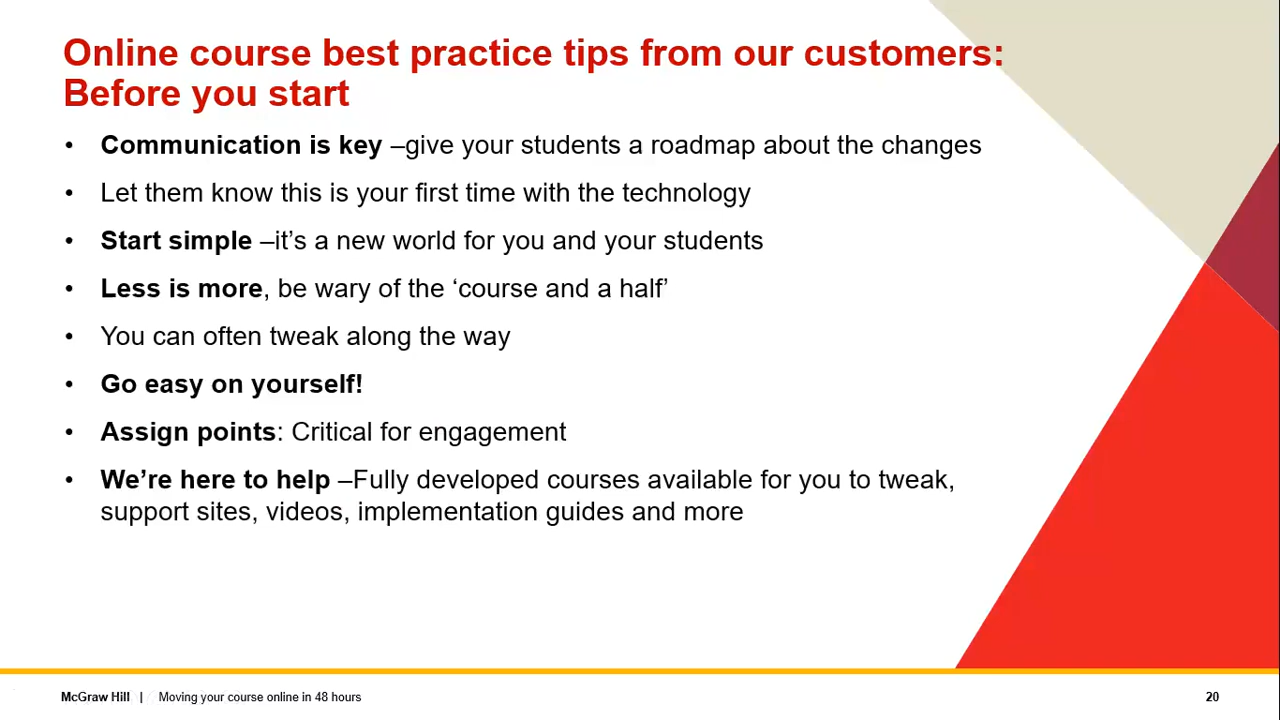 Online course best practice tips from our customers:
Before you start
• Communication is key –give your students a roadmap about the changes
• Let them know this is your first time with the technology
• Start simple –it’s a new world for you and your students
• Less is more, be wary of the ‘course and a half’
• You can often tweak along the way
• Go easy on yourself!
• Assign points: Critical for engagement
• We’re here to help –Fully developed courses available for you to tweak,
support sites, videos, implementation guides and more
McGraw Hill | Moving your course online in 48 hours 20